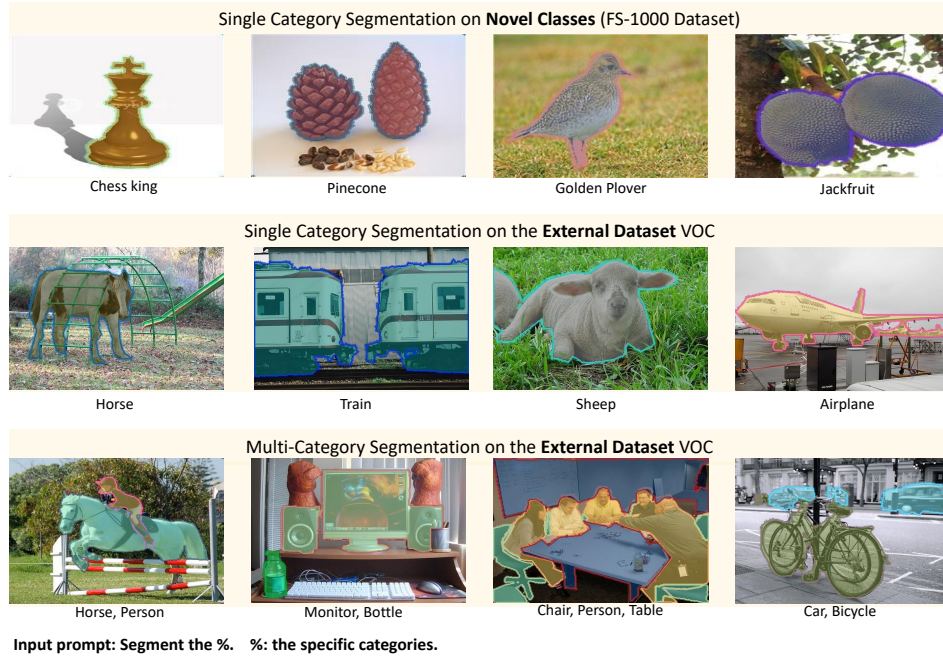 Single Category Segmentation on Novel Classes (FS-1000 Dataset)
Chess king
Pinecone
Golden Plover
Jackfruit
Single Category Segmentation on the External Dataset VOC
Horse
Train
Sheep
Airplane
Multi-Category Segmentation on the External Dataset VOC
Horse, Person
Monitor, Bottle
Chair, Person, Table
Car, Bicycle
Input prompt: Segment the %. %: the specific categories.